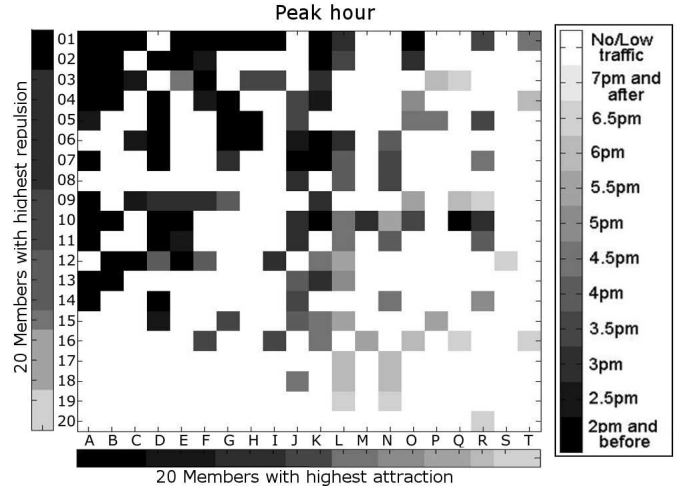 Peak hour
20 Members with highest repulsion
01
02
03
04
05
06
07
08
09
10
11
12
13
14
15
16
17
18
19
20
A B C D E F G H I J K L M N O P Q R S T
20 Members with highest attraction
No/Low
traffic
7pm and
after
6.5pm
6pm
5.5pm
5pm
4.5pm
4pm
3.5pm
3pm
2.5pm
2pm and
before